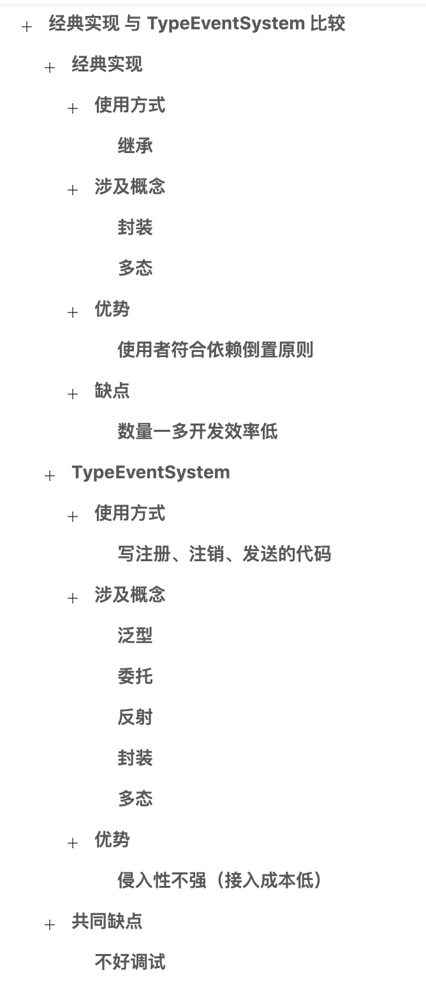 经典实现 与 TypeEventSystem 比较
经典实现
使用方式
继承
涉及概念
封装
多态
优势
使用者符合依赖倒置原则
缺点
数量一多开发效率低
TypeEventSystem
使用方式
写注册、注销、发送的代码
涉及概念
泛型
委托
反射
封装
多态
优势
侵入性不强（接入成本低）
共同缺点
不好调试